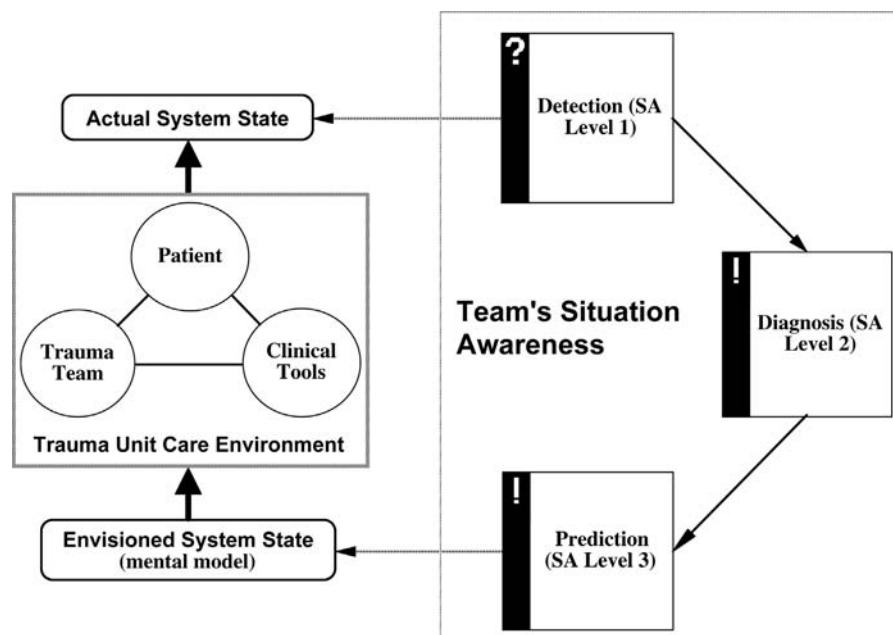 ?
Detection (SA
Level 1)
Actual System State
Patient
Trauma
Team
Clinical
Tools
Trauma Unit Care Environment
Team's Situation
Awareness
!
Diagnosis (SA
Level 2)
!
Prediction
(SA Level 3)
Envisioned System State
(mental model)